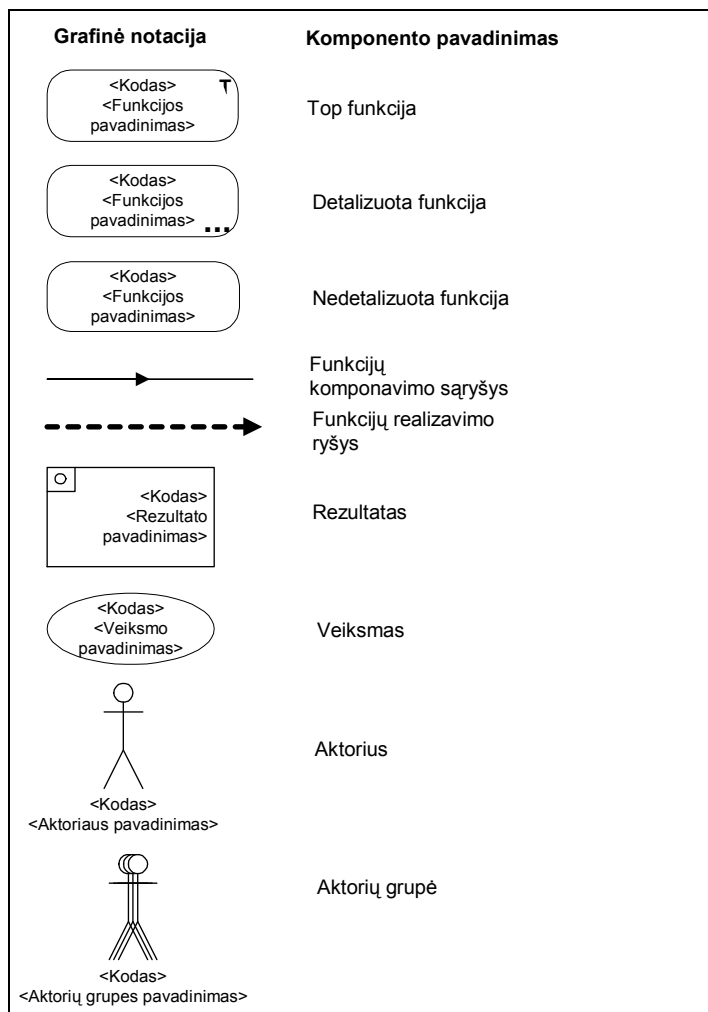 Grafinė notacija
Komponento pavadinimas
<Kodas>
<Funkcijos
pavadinimas>
T
Top funkcija
<Kodas>
<Funkcijos
pavadinimas>
...
Detalizuota funkcija
<Kodas>
<Funkcijos
pavadinimas>
Nedetalizuota funkcija
Funkcijų
komponavimo sąryšys
Funkcijų realizavimo
ryšys
<Kodas>
<Rezultato
pavadinimas>
Rezultatas
<Kodas>
<Veiksmo
pavadinimas>
Veiksmas
Aktorius
<Kodas>
<Aktoriaus pavadinimas>
Aktorių grupė
<Kodas>
<Aktorių grupes pavadinimas>